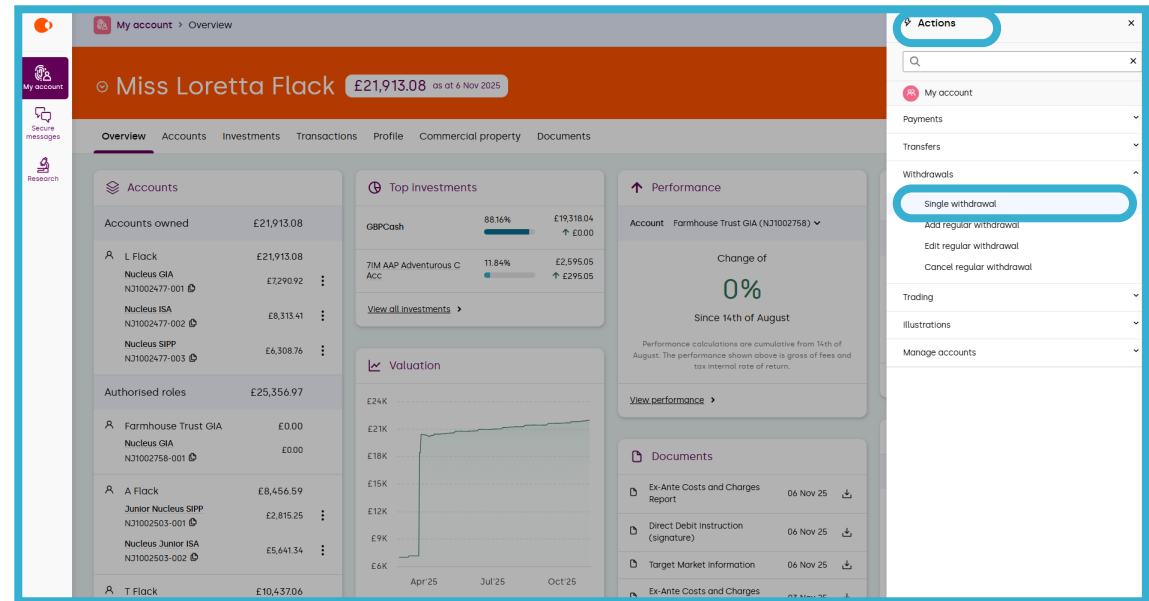 My account > Overview
My account
Secure
messages
Research
Miss Loretta Flack £21,913.08 as at 6 Nov 2025
Overview Accounts Investments Transactions Profile Commercial property Documents
Accounts
Accounts owned £21,913.08
L Flack £21,913.08
Nucleus GIA
NJ1002477-001 £7,290.92
Nucleus ISA
NJ1002477-002 £8,313.41
Nucleus SIPP
NJ1002477-003 £6,308.76
Authorised roles £25,356.97
Farmhouse Trust GIA £0.00
Nucleus GIA
NJ1002758-001 £0.00
A Flack £8,456.59
Junior Nucleus SIPP
NJ1002503-001 £2,815.25
Nucleus Junior ISA
NJ1002503-002 £5,641.34
T Flack £10,437.06
Top investments
GBPCash 88.16% £19,318.04
↑ £0.00
7IM AAP Adventurous C
Acc 11.84% £2,595.05
↑ £295.05
View all investments >
Valuation
£24K
£21K
£18K
£15K
£12K
£9K
£6K
Apr'25 Jul'25 Oct'25
Performance
Account Farmhouse Trust GIA (NJ1002758)
Change of
0%
Since 14th of August
Performance calculations are cumulative from 14th of
August. The performance shown above is gross of fees and
tax internal rate of return.
View performance >
Documents
Ex-Ante Costs and Charges
Report 06 Nov 25
Direct Debit Instruction
(signature) 06 Nov 25
Target Market Information 06 Nov 25
Ex-Ante Costs and Charges
Actions
My account
Payments
Transfers
Withdrawals
Single withdrawal
Add regular withdrawal
Edit regular withdrawal
Cancel regular withdrawal
Trading
Illustrations
Manage accounts